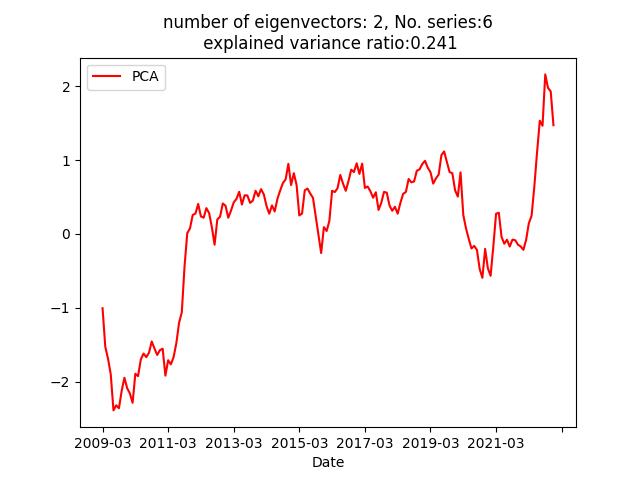 number of eigenvectors: 2, No. series:6
explained variance ratio:0.241
PCA
2
1
0
−1
−2
2009-03 2011-03 2013-03 2015-03 2017-03 2019-03 2021-03
Date